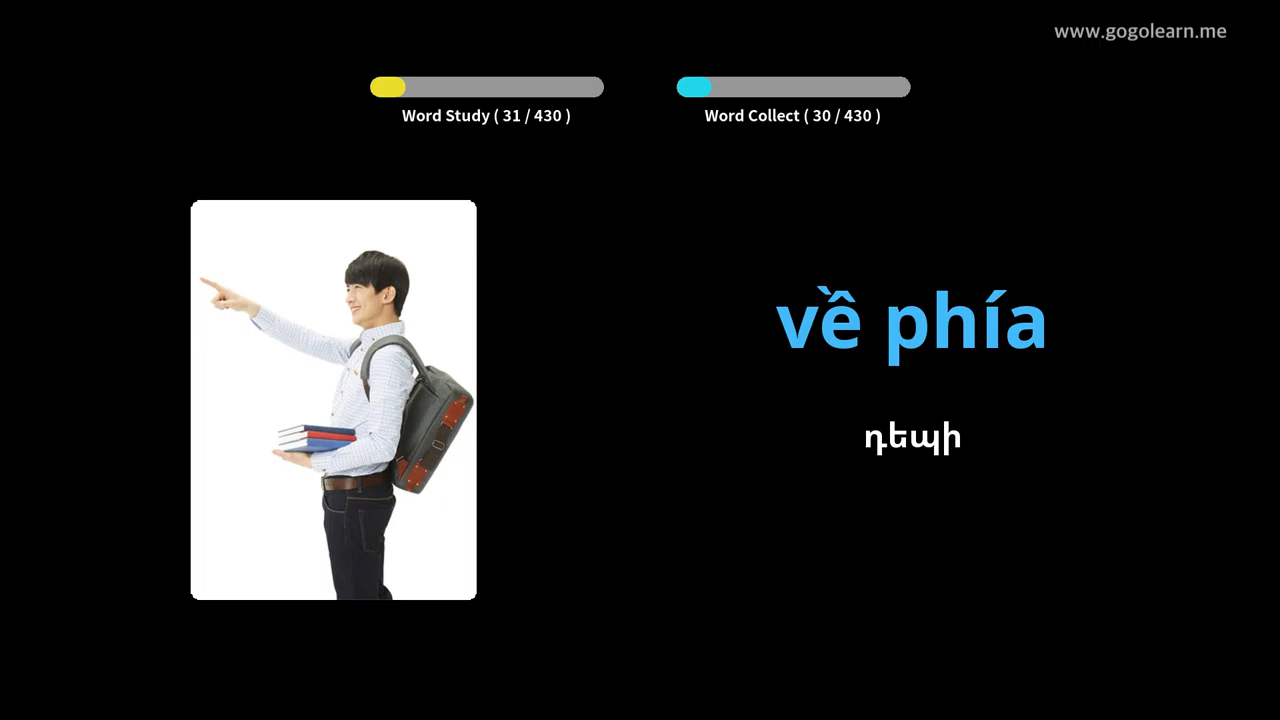 www.gogolearn.me
Word Study ( 31 / 430 )
Word Collect ( 30 / 430 )
về phía
դեպի